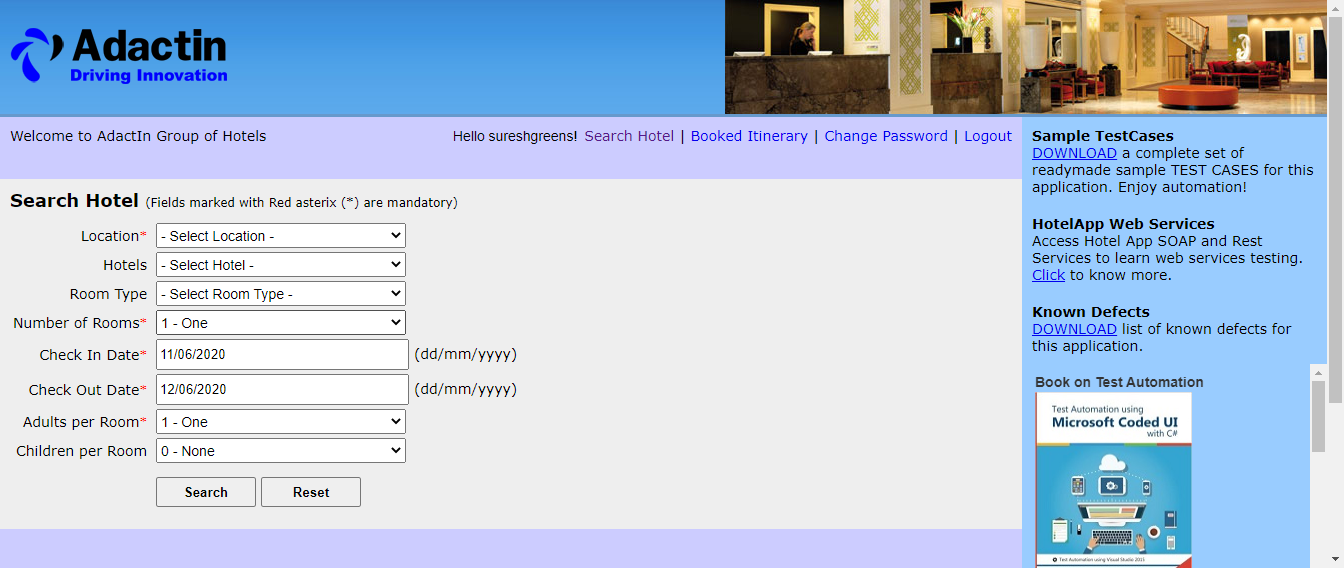 Adactin
Driving Innovation
Welcome to AdactIn Group of Hotels
Hello sureshgreens! Search Hotel | Booked Itinerary | Change Password | Logout
Search Hotel (Fields marked with Red asterix (*) are mandatory)
Location* - Select Location -
Hotels - Select Hotel -
Room Type - Select Room Type -
Number of Rooms* 1 - One
Check In Date* 11/06/2020 (dd/mm/yyyy)
Check Out Date* 12/06/2020 (dd/mm/yyyy)
Adults per Room* 1 - One
Children per Room 0 - None
Search Reset
Sample TestCases
DOWNLOAD a complete set of
readymade sample TEST CASES for this
application. Enjoy automation!
HotelApp Web Services
Access Hotel App SOAP and Rest
Services to learn web services testing.
Click to know more.
Known Defects
DOWNLOAD list of known defects for
this application.
Book on Test Automation
Test Automation using
Microsoft Coded UI
with C#
Test Automation using Visual Studio 2015